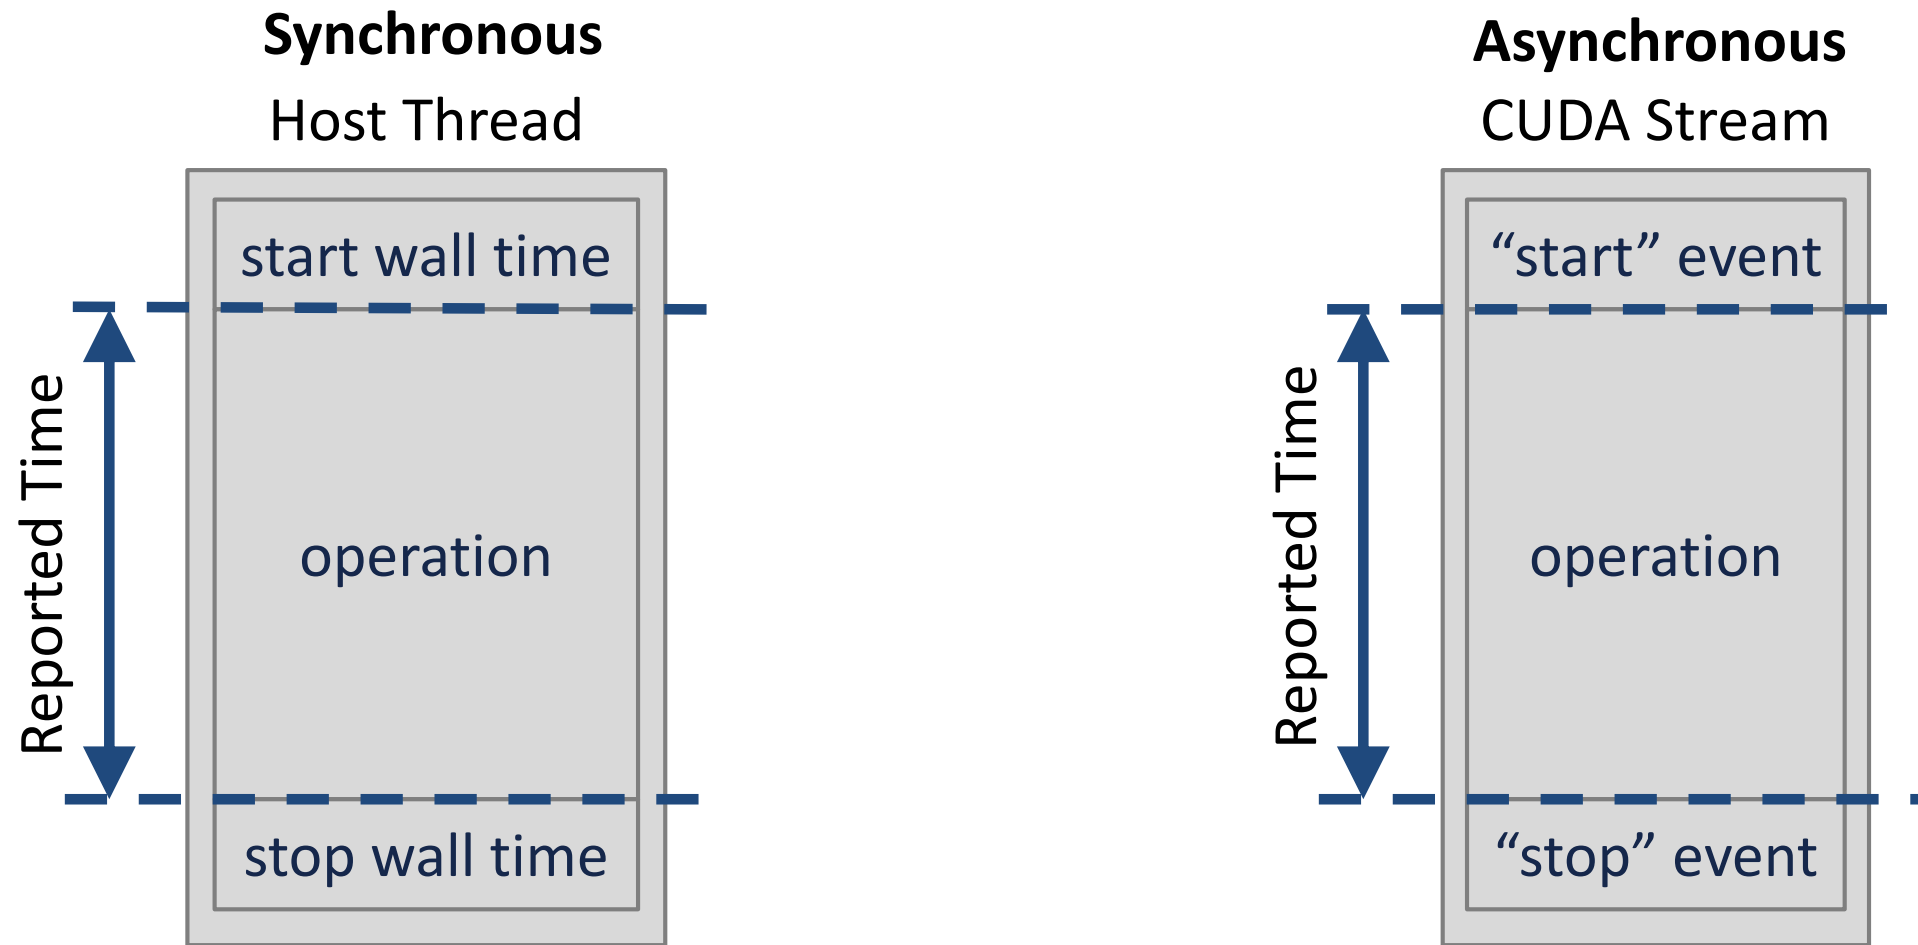 Synchronous
Host Thread
start wall time
Reported Time
operation
stop wall time
Asynchronous
CUDA Stream
“start” event
Reported Time
operation
“stop” event